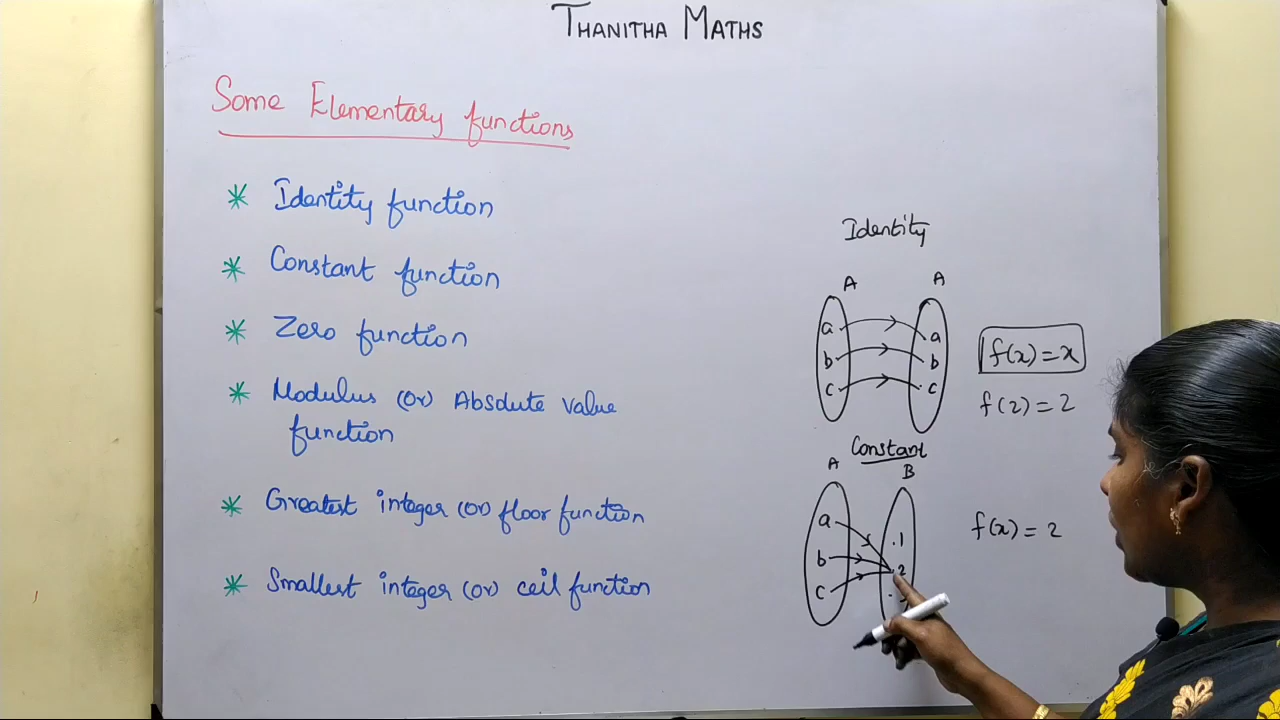 THANITHA MATHS
Some Elementary functions
* Identity function
* Constant function
* Zero function
* Modulus (or) Absolute value
function
* Greatest integer (or) floor function
* Smallest integer (or) ceil function
Identity
A A
a a
b b
c c
f(x) = x
f(2) = 2
Constant
A B
a .1
b .2
c
f(x) = 2